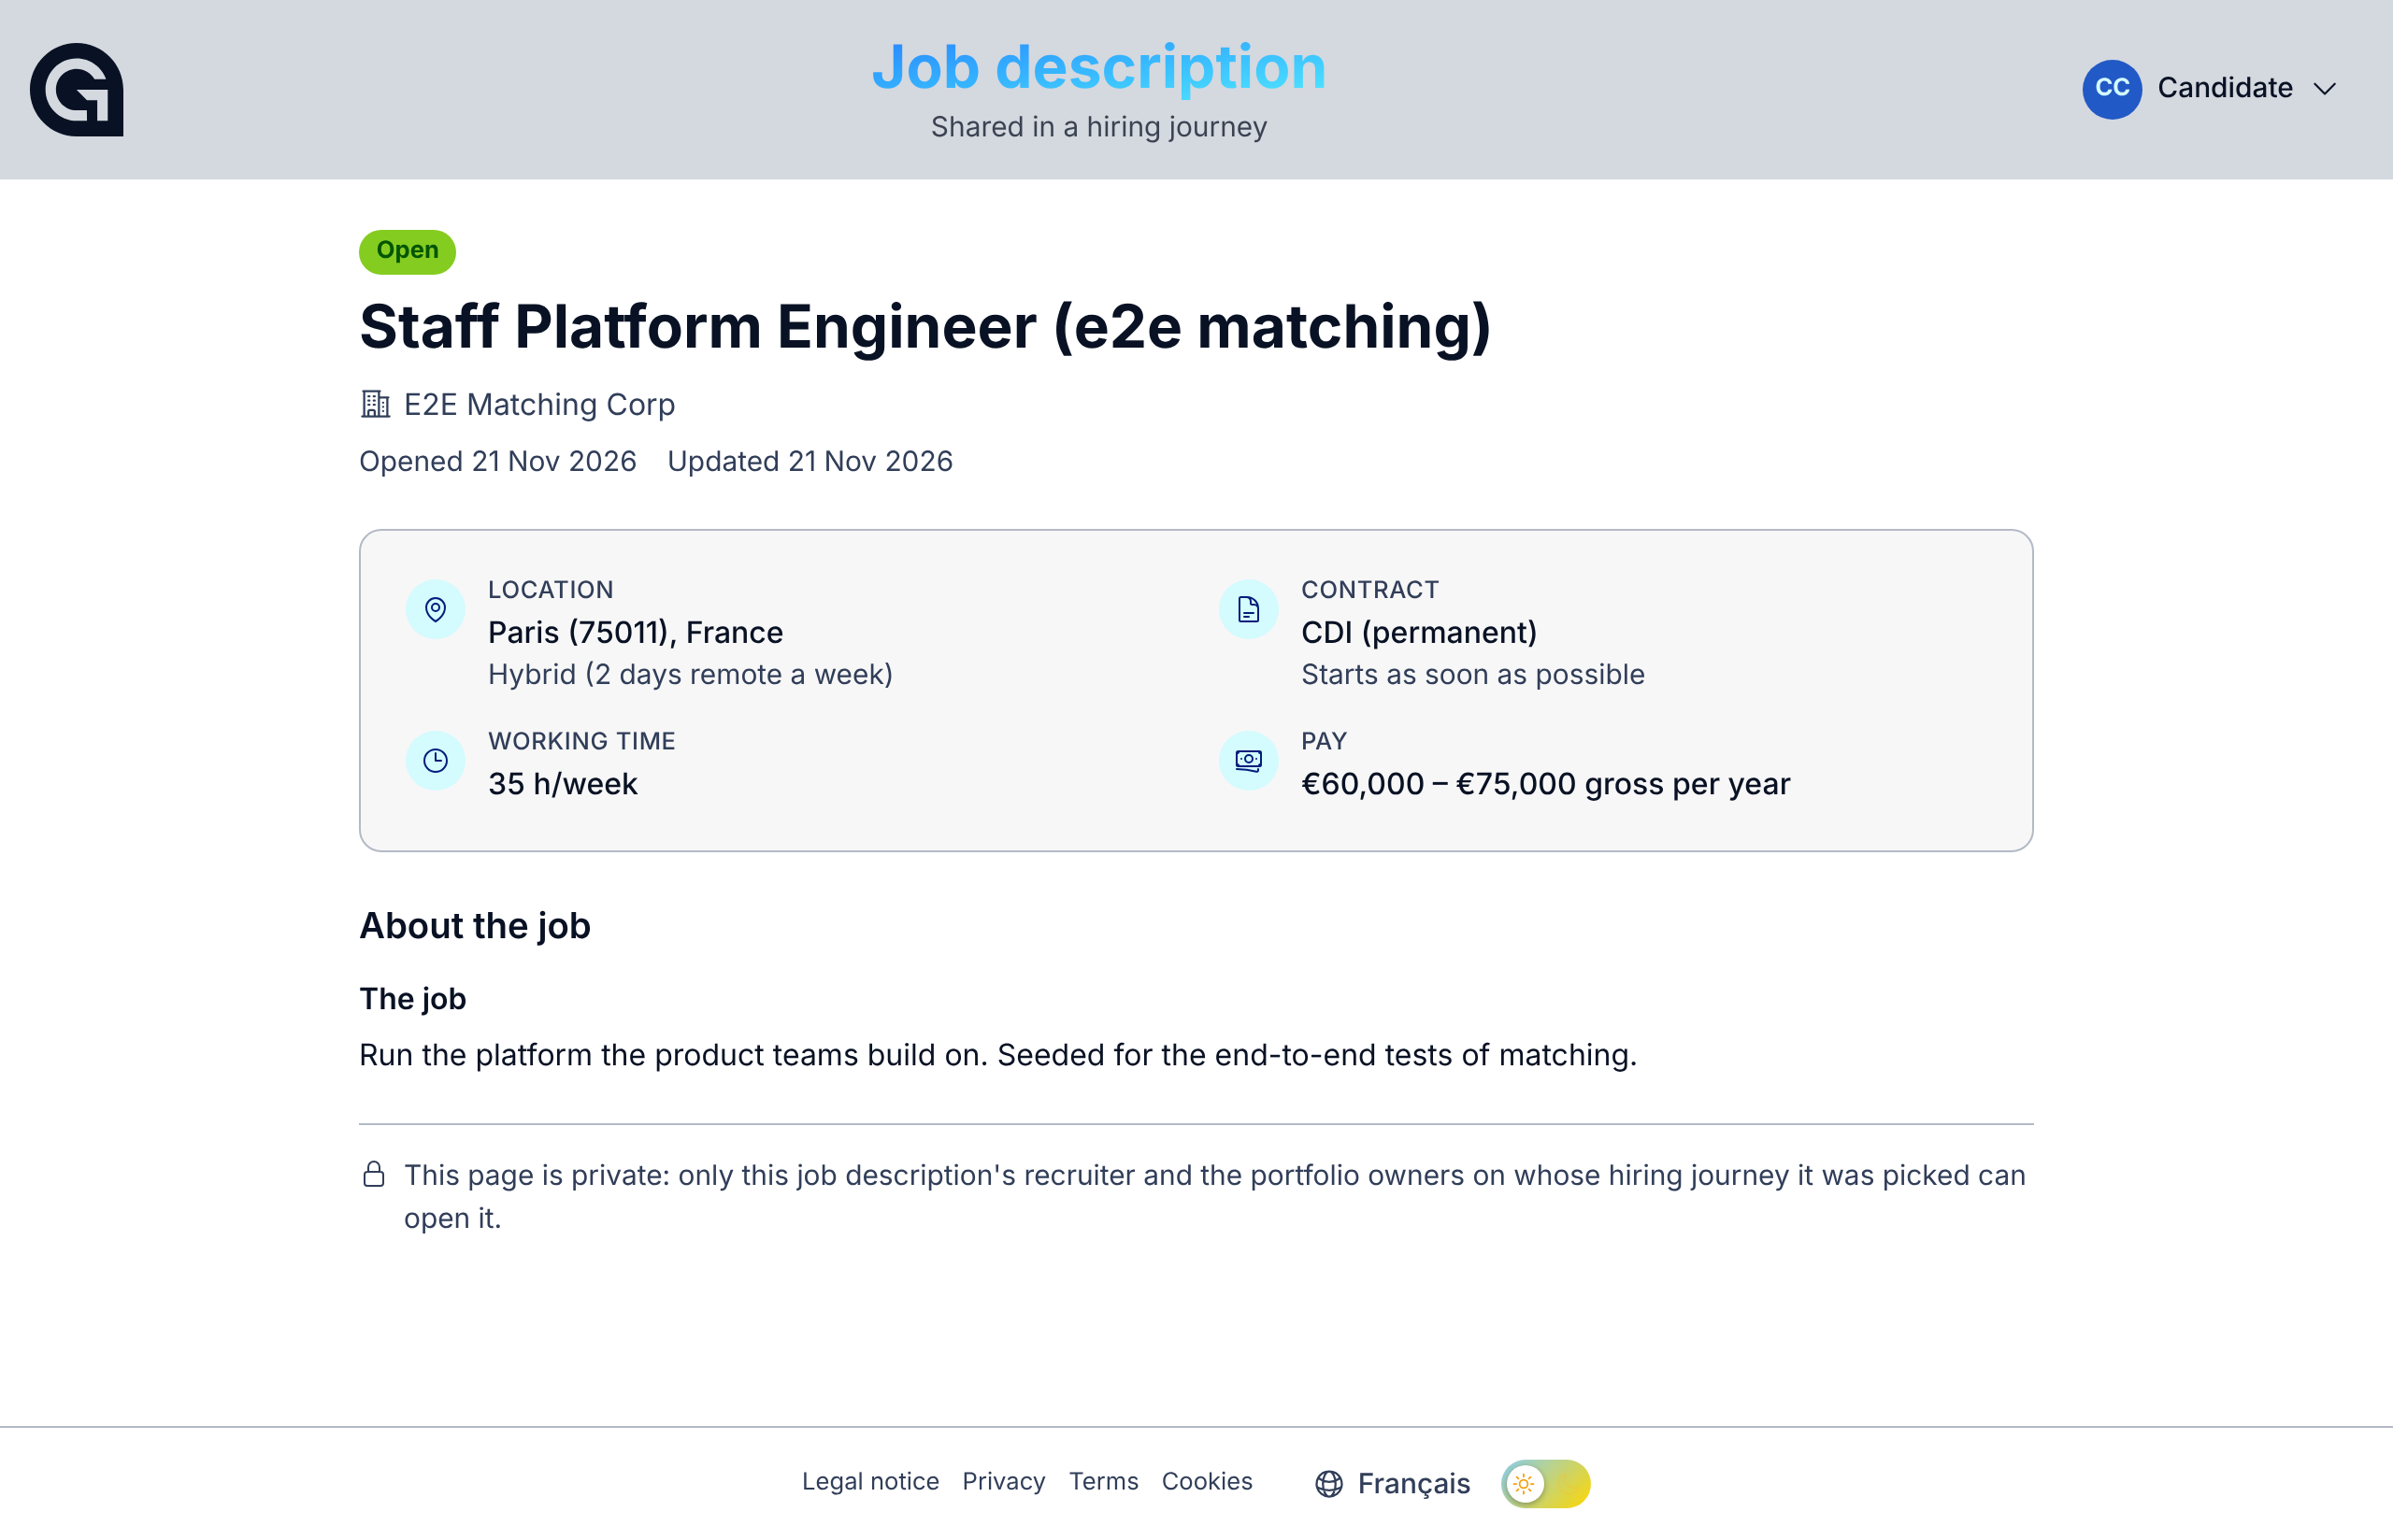 Job description
Shared in a hiring journey
CC
Candidate
Open
Staff Platform Engineer (e2e matching)
E2E Matching Corp
Opened 21 Nov 2026 Updated 21 Nov 2026
LOCATION
Paris (75011), France
Hybrid (2 days remote a week)
CONTRACT
CDI (permanent)
Starts as soon as possible
WORKING TIME
35 h/week
PAY
€60,000 – €75,000 gross per year
About the job
The job
Run the platform the product teams build on. Seeded for the end-to-end tests of matching.
This page is private: only this job description's recruiter and the portfolio owners on whose hiring journey it was picked can
open it.
Legal notice Privacy Terms Cookies Français